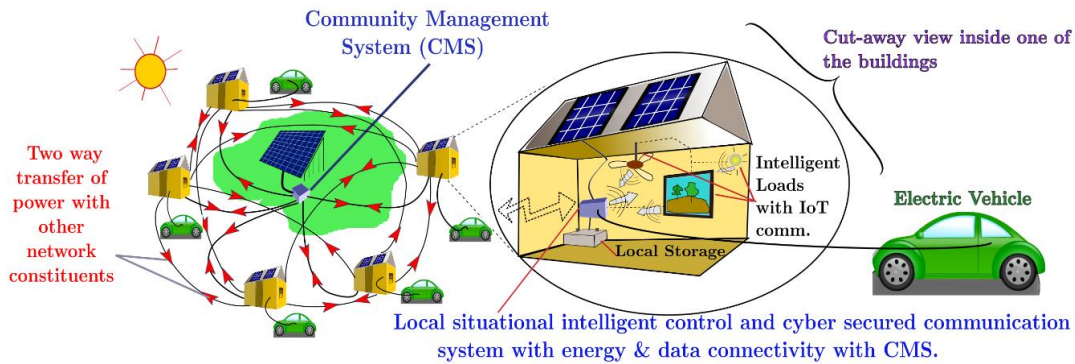 Community Management
System (CMS)
Two way
transfer of
power with
other
network
constituents
Cut-away view inside one of
the buildings
Intelligent
Loads
with IoT
comm.
Local Storage
Electric Vehicle
Local situational intelligent control and cyber secured communication
system with energy & data connectivity with CMS.